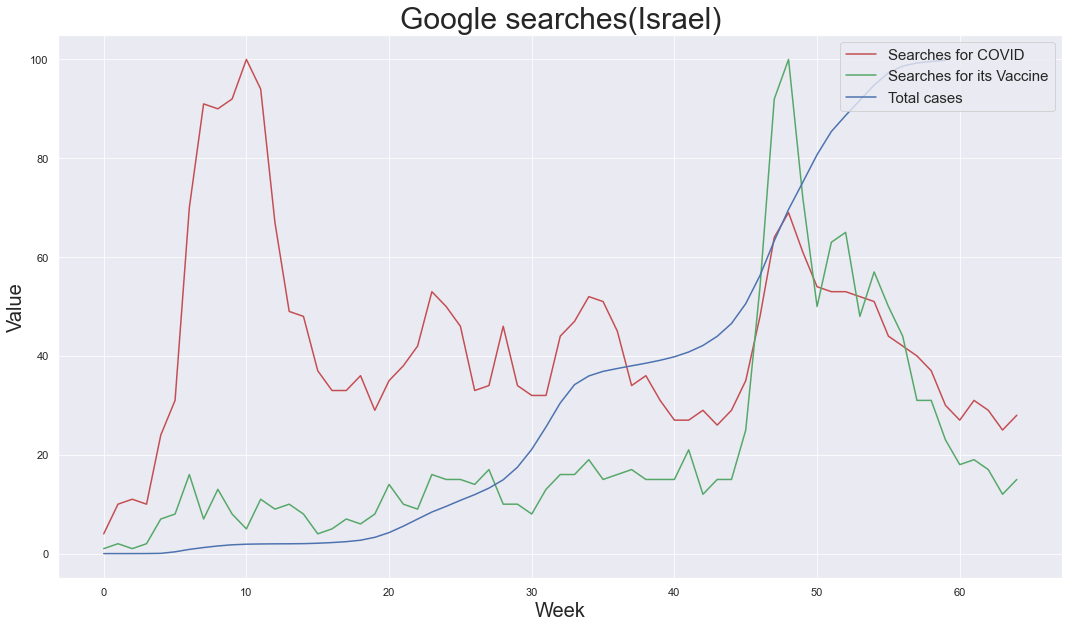 Google searches(Israel)
Searches for COVID
Searches for its Vaccine
Total cases
100
80
60
40
20
0
Value
0 10 20 30 40 50 60
Week